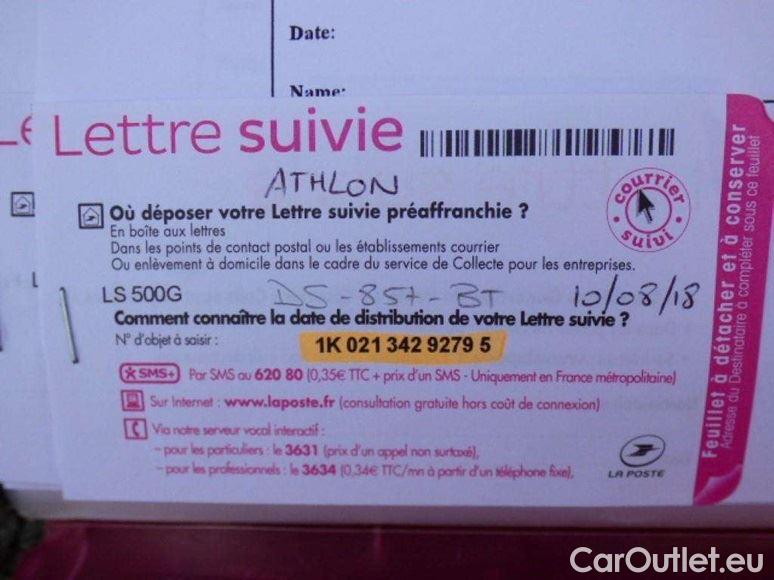 Date:
Name:
Lettre suivie
ATHLON
courrier suivi
Où déposer votre Lettre suivie préaffranchie ?
En boîte aux lettres
Dans les points de contact postal ou les établissements courrier
Ou enlèvement à domicile dans le cadre du service de Collecte pour les entreprises.
LS 500G DS-857-BT 10/08/18
Comment connaître la date de distribution de votre Lettre suivie ?
N° d'objet à saisir : 1K 021 342 9279 5
SMS+ Par SMS au 620 80 (0,35€ TTC + prix d'un SMS - Uniquement en France métropolitaine)
Sur Internet : www.laposte.fr (consultation gratuite hors coût de connexion)
Via notre serveur vocal interactif :
– pour les particuliers : le 3631 (prix d'un appel non surtaxé),
– pour les professionnels : le 3634 (0,34€ TTC/mn à partir d'un téléphone fixe),
LA POSTE
Feuillet à détacher et à conserver
Adresse du Destinataire à compléter sous ce feuillet
CarOutlet.eu